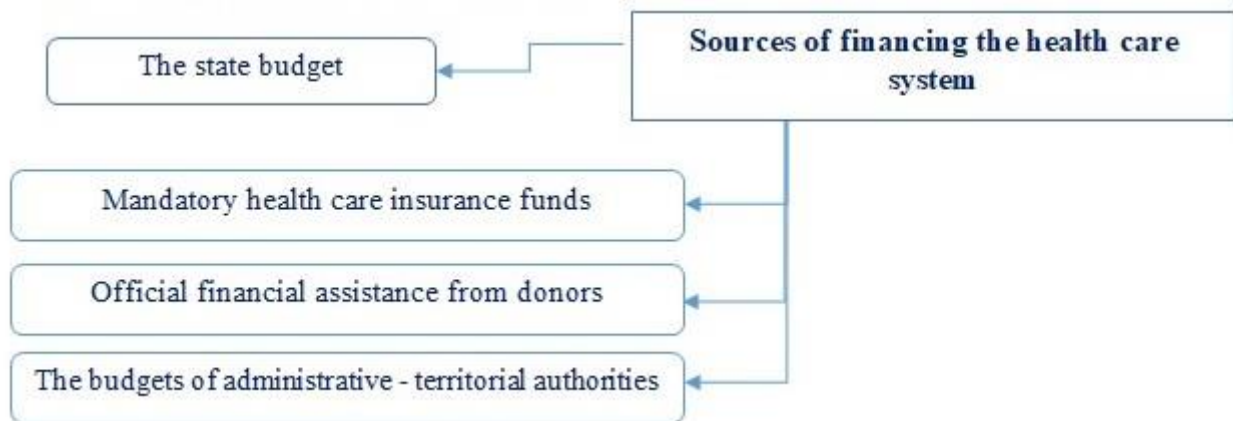 Sources of financing the health care
system
The state budget
Mandatory health care insurance funds
Official financial assistance from donors
The budgets of administrative - territorial authorities